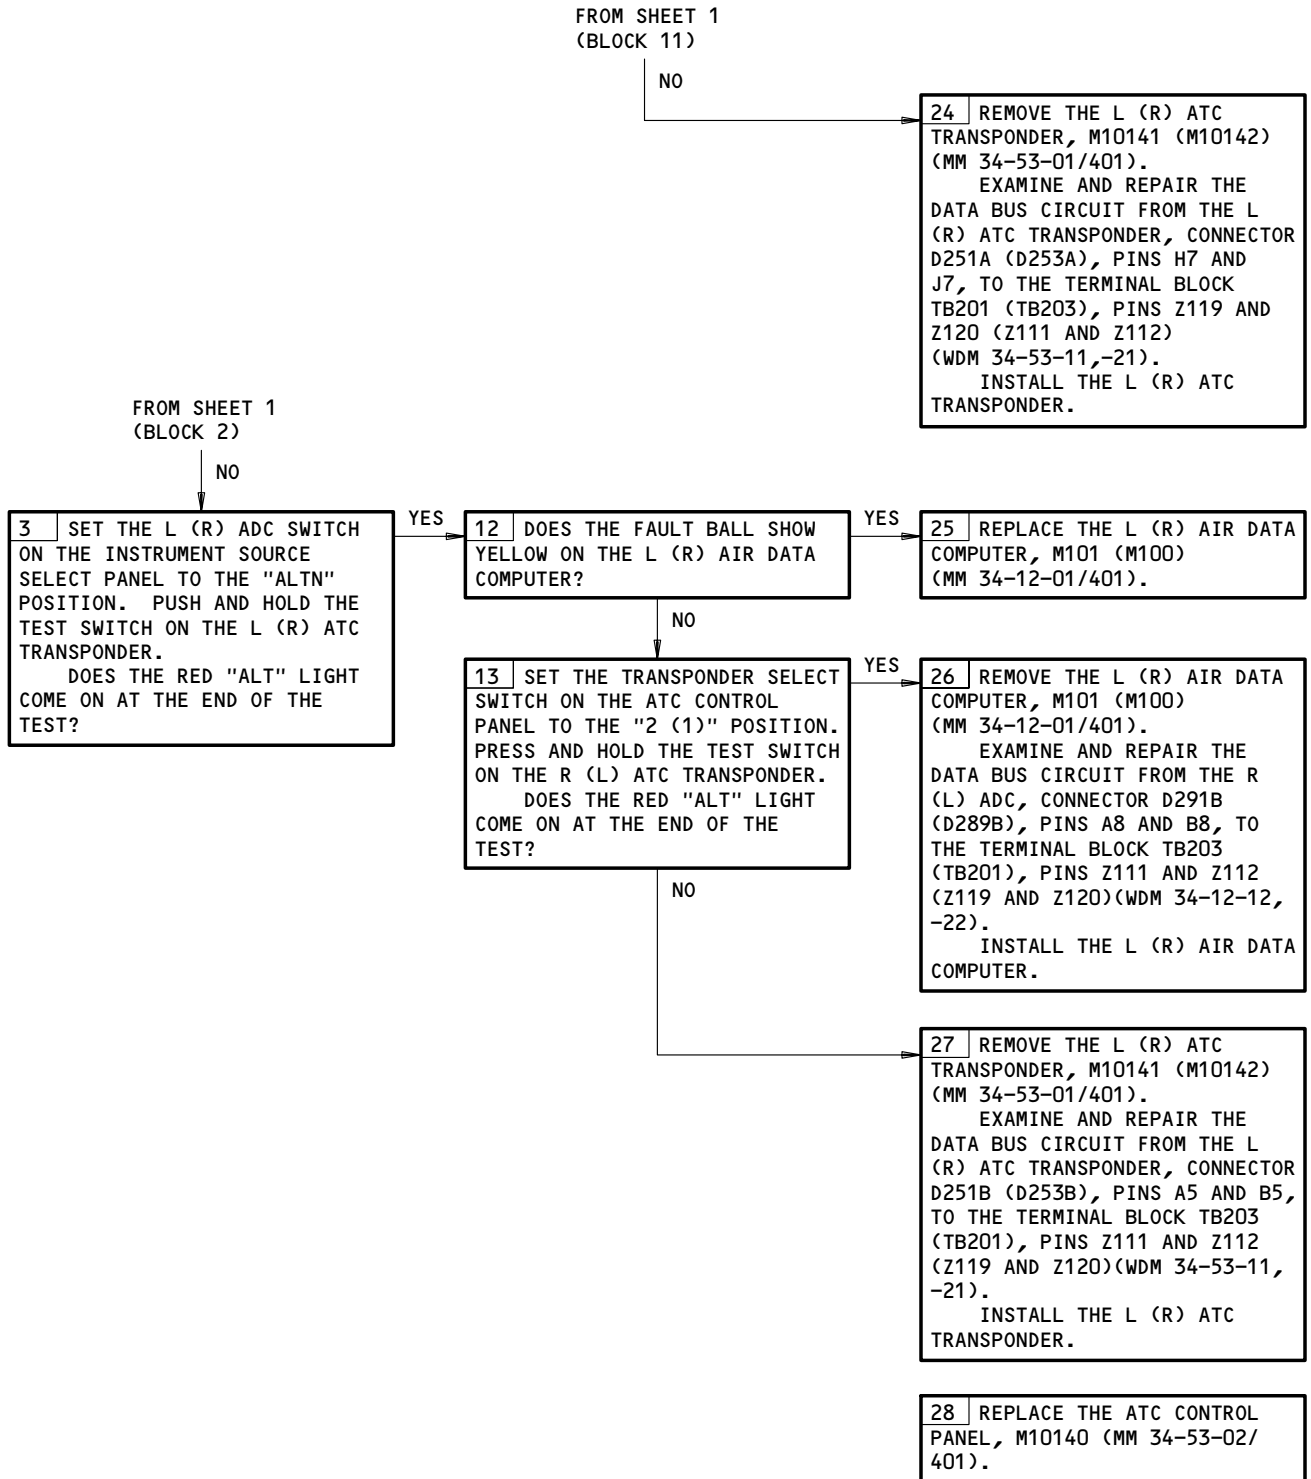 FROM SHEET 1
(BLOCK 11)
NO
24 REMOVE THE L (R) ATC
TRANSPONDER, M10141 (M10142)
(MM 34-53-01/401).
EXAMINE AND REPAIR THE
DATA BUS CIRCUIT FROM THE L
(R) ATC TRANSPONDER, CONNECTOR
D251A (D253A), PINS H7 AND
J7, TO THE TERMINAL BLOCK
TB201 (TB203), PINS Z119 AND
Z120 (Z111 AND Z112)
(WDM 34-53-11,-21).
INSTALL THE L (R) ATC
TRANSPONDER.
FROM SHEET 1
(BLOCK 2)
NO
3 SET THE L (R) ADC SWITCH
ON THE INSTRUMENT SOURCE
SELECT PANEL TO THE "ALTN"
POSITION. PUSH AND HOLD THE
TEST SWITCH ON THE L (R) ATC
TRANSPONDER.
DOES THE RED "ALT" LIGHT
COME ON AT THE END OF THE
TEST?
YES
12 DOES THE FAULT BALL SHOW
YELLOW ON THE L (R) AIR DATA
COMPUTER?
YES
25 REPLACE THE L (R) AIR DATA
COMPUTER, M101 (M100)
(MM 34-12-01/401).
NO
13 SET THE TRANSPONDER SELECT
SWITCH ON THE ATC CONTROL
PANEL TO THE "2 (1)" POSITION.
PRESS AND HOLD THE TEST SWITCH
ON THE R (L) ATC TRANSPONDER.
DOES THE RED "ALT" LIGHT
COME ON AT THE END OF THE
TEST?
YES
26 REMOVE THE L (R) AIR DATA
COMPUTER, M101 (M100)
(MM 34-12-01/401).
EXAMINE AND REPAIR THE
DATA BUS CIRCUIT FROM THE R
(L) ADC, CONNECTOR D291B
(D289B), PINS A8 AND B8, TO
THE TERMINAL BLOCK TB203
(TB201), PINS Z111 AND Z112
(Z119 AND Z120)(WDM 34-12-12,
-22).
INSTALL THE L (R) AIR DATA
COMPUTER.
NO
27 REMOVE THE L (R) ATC
TRANSPONDER, M10141 (M10142)
(MM 34-53-01/401).
EXAMINE AND REPAIR THE
DATA BUS CIRCUIT FROM THE L
(R) ATC TRANSPONDER, CONNECTOR
D251B (D253B), PINS A5 AND B5,
TO THE TERMINAL BLOCK TB203
(TB201), PINS Z111 AND Z112
(Z119 AND Z120)(WDM 34-53-11,
-21).
INSTALL THE L (R) ATC
TRANSPONDER.
28 REPLACE THE ATC CONTROL
PANEL, M10140 (MM 34-53-02/
401).